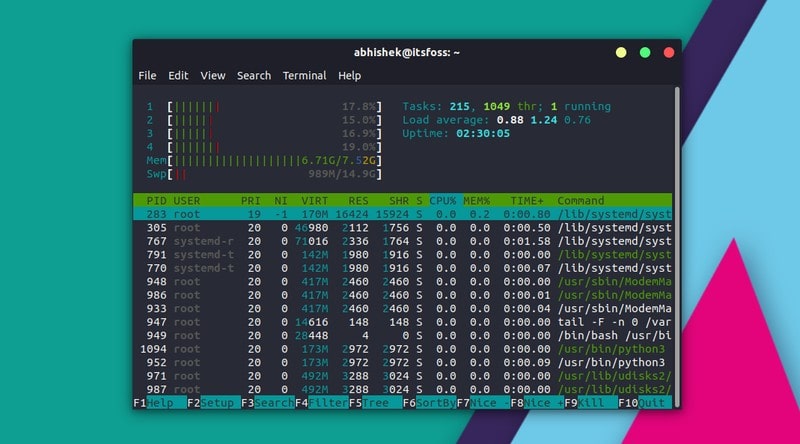 abhishek@itsfoss: ~
File Edit View Search Terminal Help
1 [||||||| 17.8%] Tasks: 215, 1049 thr; 1 running
2 [|||||| 15.0%] Load average: 0.88 1.24 0.76
3 [|||||| 16.9%] Uptime: 02:30:05
4 [||||||| 19.0%]
Mem[||||||||||||||||||||6.71G/7.52G]
Swp[|| 989M/14.9G]
PID USER PRI NI VIRT RES SHR S CPU% MEM% TIME+ Command
283 root 19 -1 170M 16424 15924 S 0.0 0.2 0:00.80 /lib/systemd/syst
305 root 20 0 46980 2112 1756 S 0.0 0.0 0:00.50 /lib/systemd/syst
767 systemd-r 20 0 71016 2336 1764 S 0.0 0.0 0:01.58 /lib/systemd/syst
791 systemd-t 20 0 142M 1980 1916 S 0.0 0.0 0:00.00 /lib/systemd/syst
770 systemd-t 20 0 142M 1980 1916 S 0.0 0.0 0:00.07 /lib/systemd/syst
948 root 20 0 417M 2460 2460 S 0.0 0.0 0:00.00 /usr/sbin/ModemMa
986 root 20 0 417M 2460 2460 S 0.0 0.0 0:00.01 /usr/sbin/ModemMa
933 root 20 0 417M 2460 2460 S 0.0 0.0 0:00.04 /usr/sbin/ModemMa
947 root 20 0 14616 148 148 S 0.0 0.0 0:00.00 tail -F -n 0 /var
949 root 20 0 28448 4 0 S 0.0 0.0 0:00.00 /bin/bash /usr/bi
1094 root 20 0 173M 2972 2972 S 0.0 0.0 0:00.00 /usr/bin/python3
952 root 20 0 173M 2972 2972 S 0.0 0.0 0:00.09 /usr/bin/python3
971 root 20 0 492M 3288 3024 S 0.0 0.0 0:00.00 /usr/lib/udisks2/
987 root 20 0 492M 3288 3024 S 0.0 0.0 0:00.00 /usr/lib/udisks2/
F1Help F2Setup F3SearchF4FilterF5Tree F6SortByF7Nice -F8Nice +F9Kill F10Quit